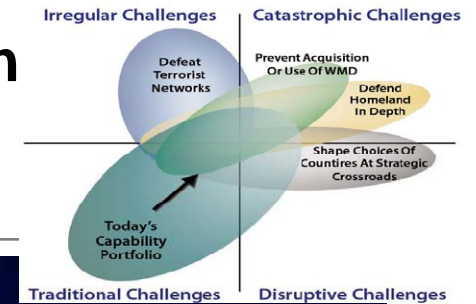 Irregular Challenges
Catastrophic Challenges
n
Defeat
Terrorist
Networks
Prevent Acquisition
Or Use Of WMD
Defend
Homeland
In Depth
Shape Choices Of
Countires At Strategic
Crossroads
Today's
Capability
Portfolio
Traditional Challenges
Disruptive Challenges